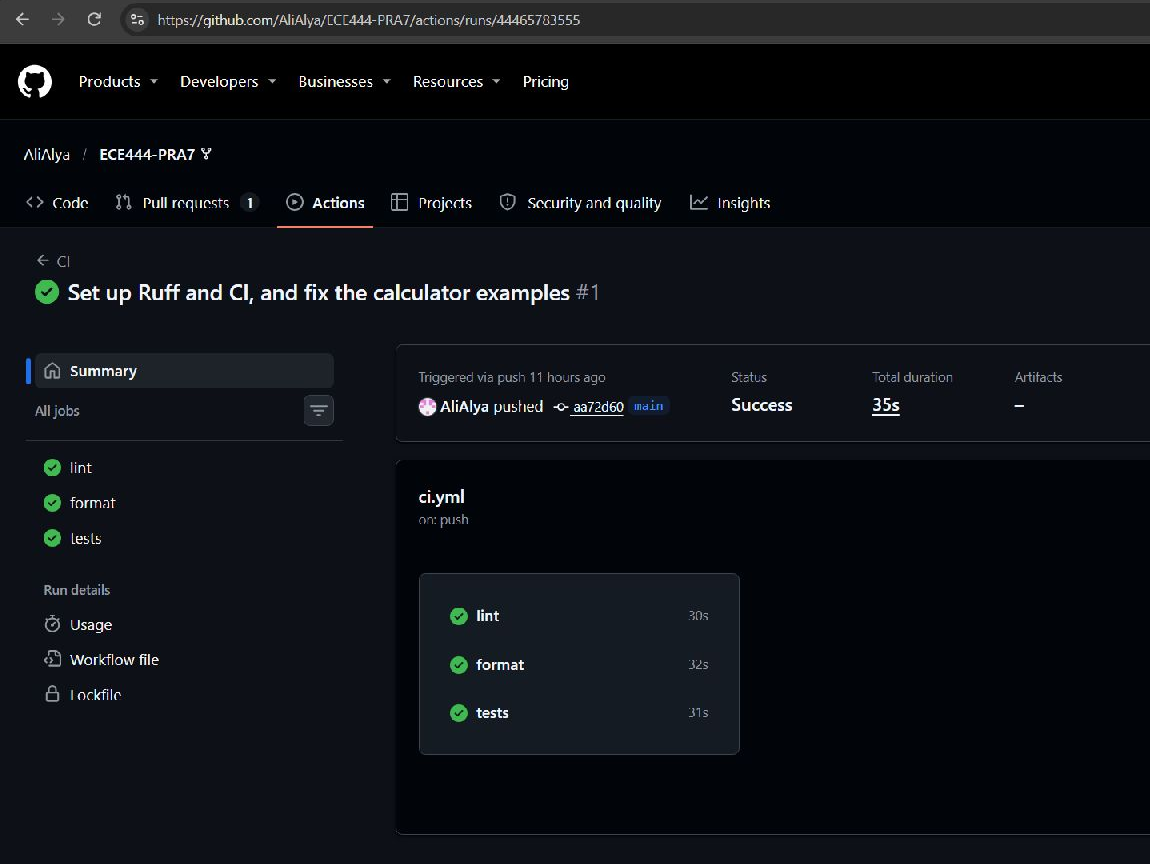 https://github.com/AliAlya/ECE444-PRA7/actions/runs/44465783555
Products Developers Businesses Resources Pricing
AliAlya / ECE444-PRA7
Code Pull requests 1 Actions Projects Security and quality Insights
CI
Set up Ruff and CI, and fix the calculator examples #1
Summary
All jobs
lint
format
tests
Run details
Usage
Workflow file
Lockfile
Triggered via push 11 hours ago
AliAlya pushed aa72d60 main
Status
Success
Total duration
35s
Artifacts
–
ci.yml
on: push
lint 30s
format 32s
tests 31s